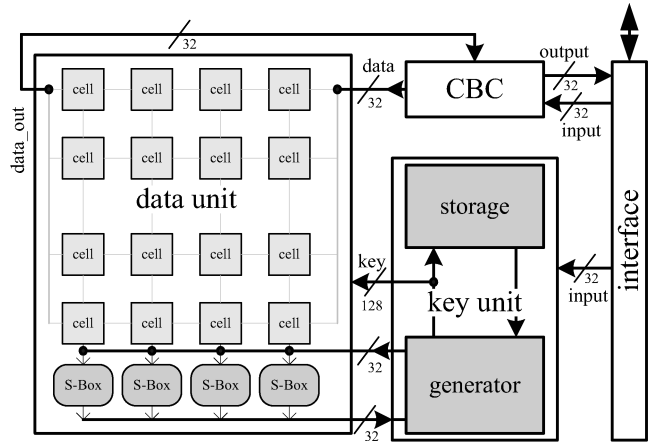 32
data
32
CBC
output
32
32
input
data_out
cell cell cell cell
cell cell cell cell
data unit
cell cell cell cell
cell cell cell cell
S-Box S-Box S-Box S-Box
storage
key
128
key unit
32
input
generator
32
32
interface